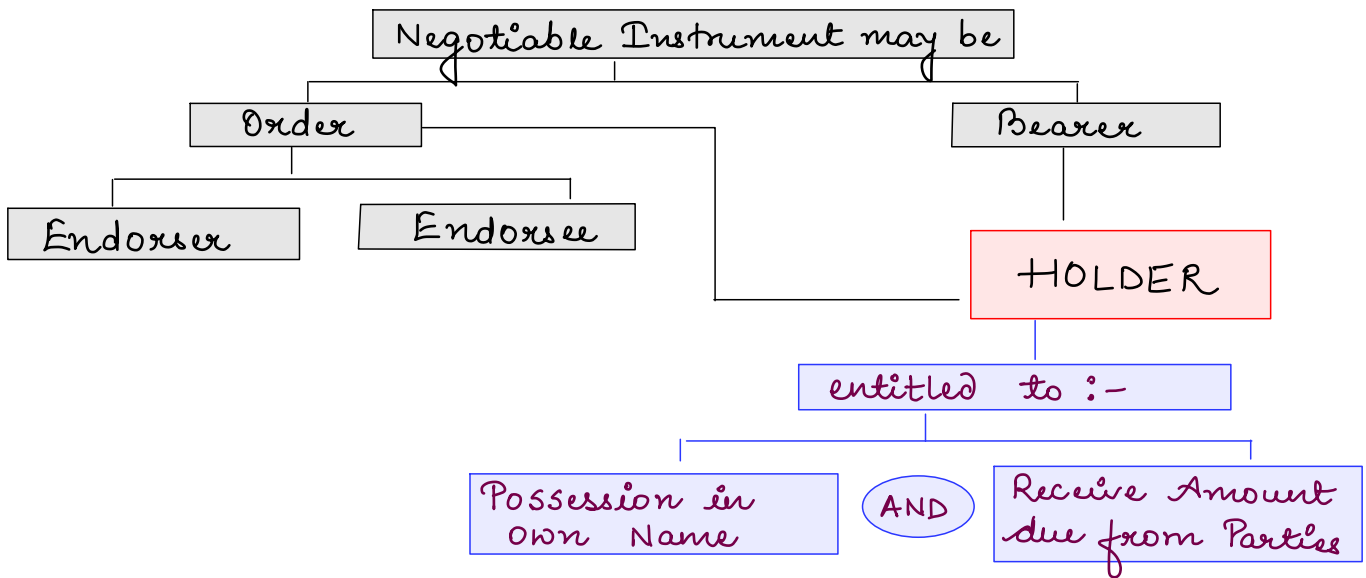 Negotiable Instrument may be
Order
Bearer
Endorser
Endorsee
HOLDER
entitled to :-
Possession in
own Name
AND
Receive Amount
due from Parties